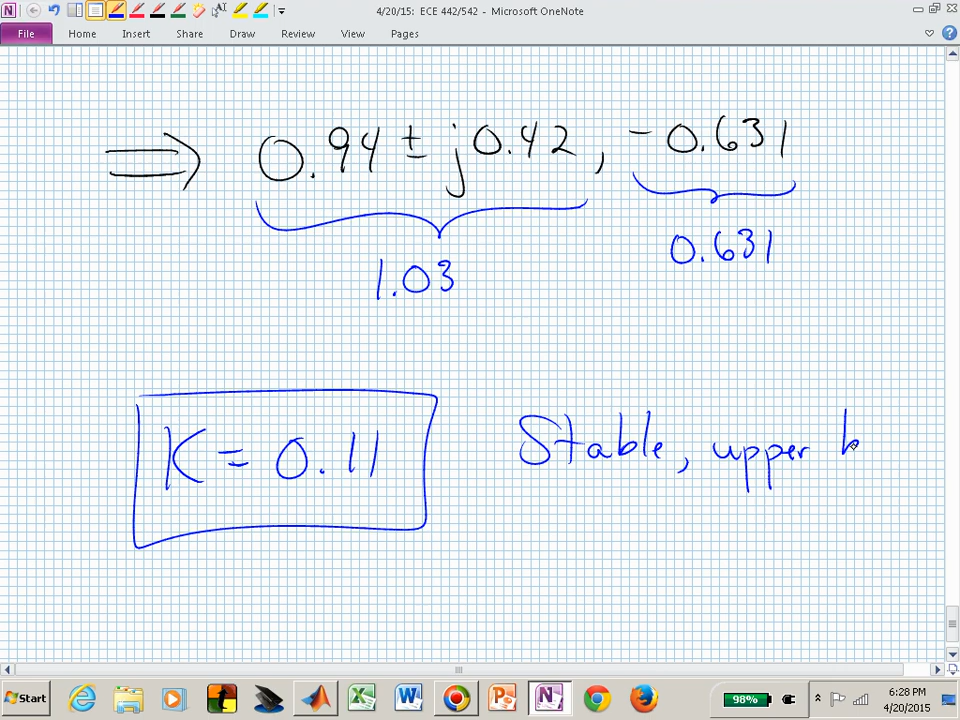 4/20/15: ECE 442/542 - Microsoft OneNote
File Home Insert Share Draw Review View Pages
⟹ 0.94 ± j0.42, -0.631
1.03 0.631
K = 0.11 Stable, upper
Start 98% 6:28 PM
4/20/2015